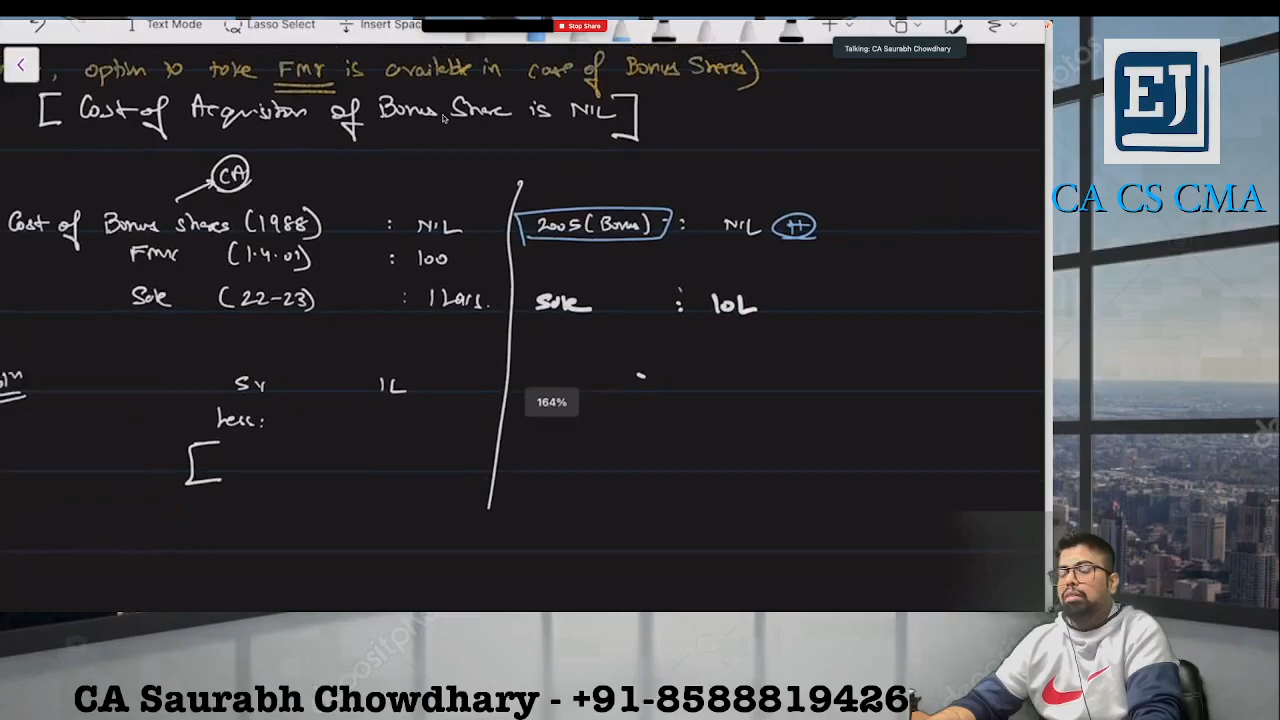 Text Mode Lasso Select Insert Spac Stop Share
Talking: CA Saurabh Chowdhary
, option to take FMV is available in case of Bonus Shares)
[ Cost of Acquisition of Bonus Share is NIL ]
CA
Cost of Bonus shares (1988) : NIL
FMV (1.4.01) : 100
Sale (22-23) : 1 Lacs.
2005 (Bonus) : NIL
Sale : 10L
SV 1L
Less:
[
164%
EJ
CA CS CMA
CA Saurabh Chowdhary - +91-8588819426